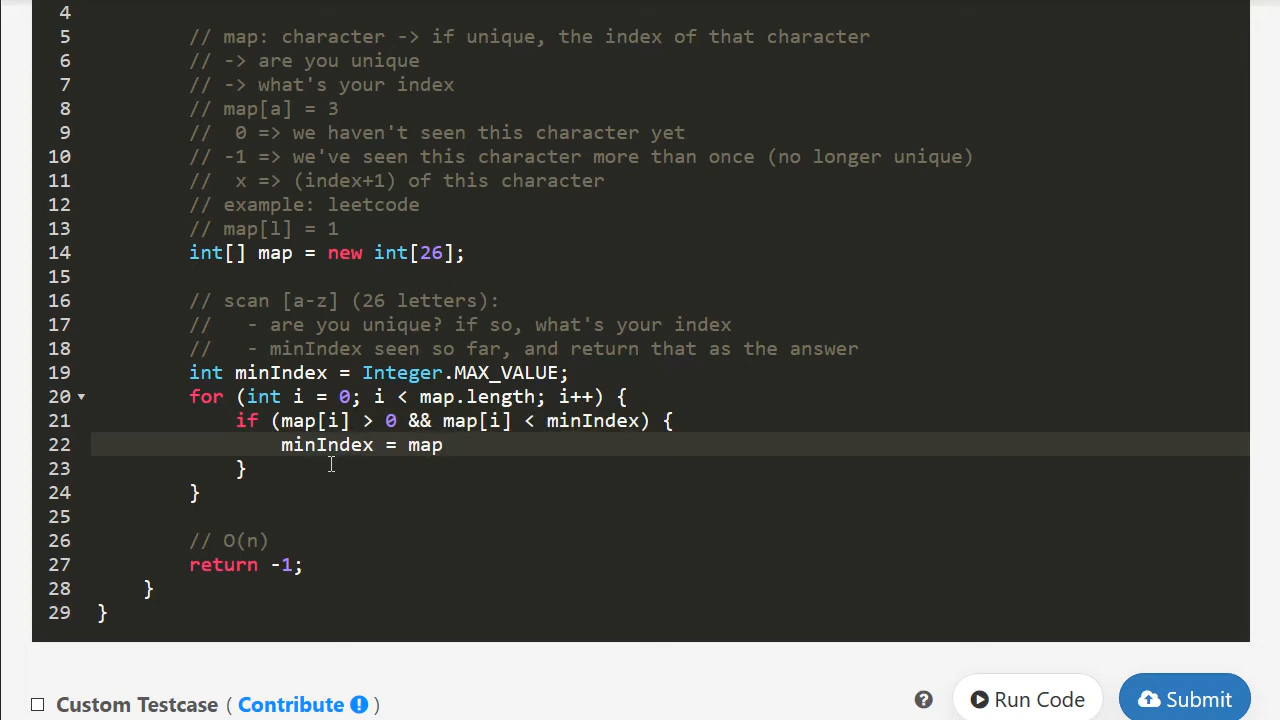 4
5 // map: character -> if unique, the index of that character
6 // -> are you unique
7 // -> what's your index
8 // map[a] = 3
9 //  0 => we haven't seen this character yet
10 // -1 => we've seen this character more than once (no longer unique)
11 //  x => (index+1) of this character
12 // example: leetcode
13 // map[l] = 1
14 int[] map = new int[26];
15
16 // scan [a-z] (26 letters):
17 //   - are you unique? if so, what's your index
18 //   - minIndex seen so far, and return that as the answer
19 int minIndex = Integer.MAX_VALUE;
20 for (int i = 0; i < map.length; i++) {
21 if (map[i] > 0 && map[i] < minIndex) {
22 minIndex = map
23 }
24 }
25
26 // O(n)
27 return -1;
28 }
29 }
Custom Testcase ( Contribute )
Run Code
Submit